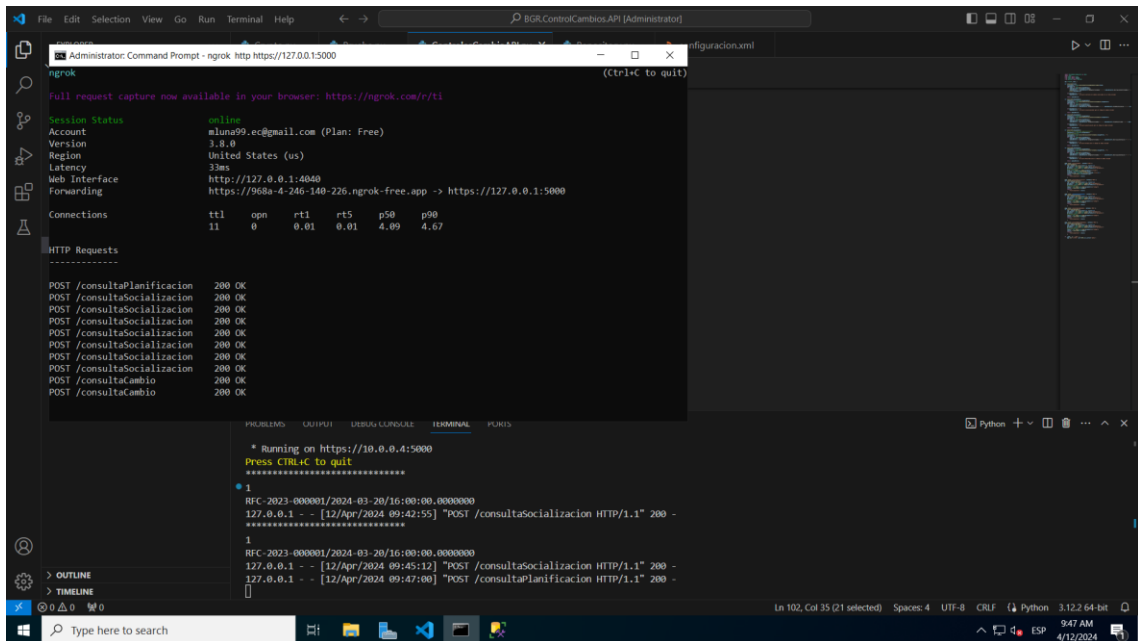 File Edit Selection View Go Run Terminal Help
BGR.ControlCambios.API [Administrator]
Administrator: Command Prompt - ngrok http https://127.0.0.1:5000
nfiguracion.xml
ngrok (Ctrl+C to quit)
Full request capture now available in your browser: https://ngrok.com/r/ti
Session Status online
Account mluna99.ec@gmail.com (Plan: Free)
Version 3.8.0
Region United States (us)
Latency 33ms
Web Interface http://127.0.0.1:4040
Forwarding https://968a-4-246-140-226.ngrok-free.app -> https://127.0.0.1:5000
Connections ttl opn rt1 rt5 p50 p90
11 0 0.01 0.01 4.09 4.67
HTTP Requests
-------------
POST /consultaPlanificacion 200 OK
POST /consultaSocializacion 200 OK
POST /consultaSocializacion 200 OK
POST /consultaSocializacion 200 OK
POST /consultaSocializacion 200 OK
POST /consultaSocializacion 200 OK
POST /consultaSocializacion 200 OK
POST /consultaSocializacion 200 OK
POST /consultaCambio 200 OK
POST /consultaCambio 200 OK
PROBLEMS OUTPUT DEBUG CONSOLE TERMINAL PORTS
Python
* Running on https://10.0.0.4:5000
Press CTRL+C to quit
******************************
1
RFC-2023-000001/2024-03-20/16:00:00.0000000
127.0.0.1 - - [12/Apr/2024 09:42:55] "POST /consultaSocializacion HTTP/1.1" 200 -
******************************
1
RFC-2023-000001/2024-03-20/16:00:00.0000000
127.0.0.1 - - [12/Apr/2024 09:45:12] "POST /consultaSocializacion HTTP/1.1" 200 -
127.0.0.1 - - [12/Apr/2024 09:47:00] "POST /consultaPlanificacion HTTP/1.1" 200 -
OUTLINE
TIMELINE
0 0 0 Ln 102, Col 35 (21 selected) Spaces: 4 UTF-8 CRLF Python 3.12.2 64-bit
Type here to search
ESP
9:47 AM
4/12/2024